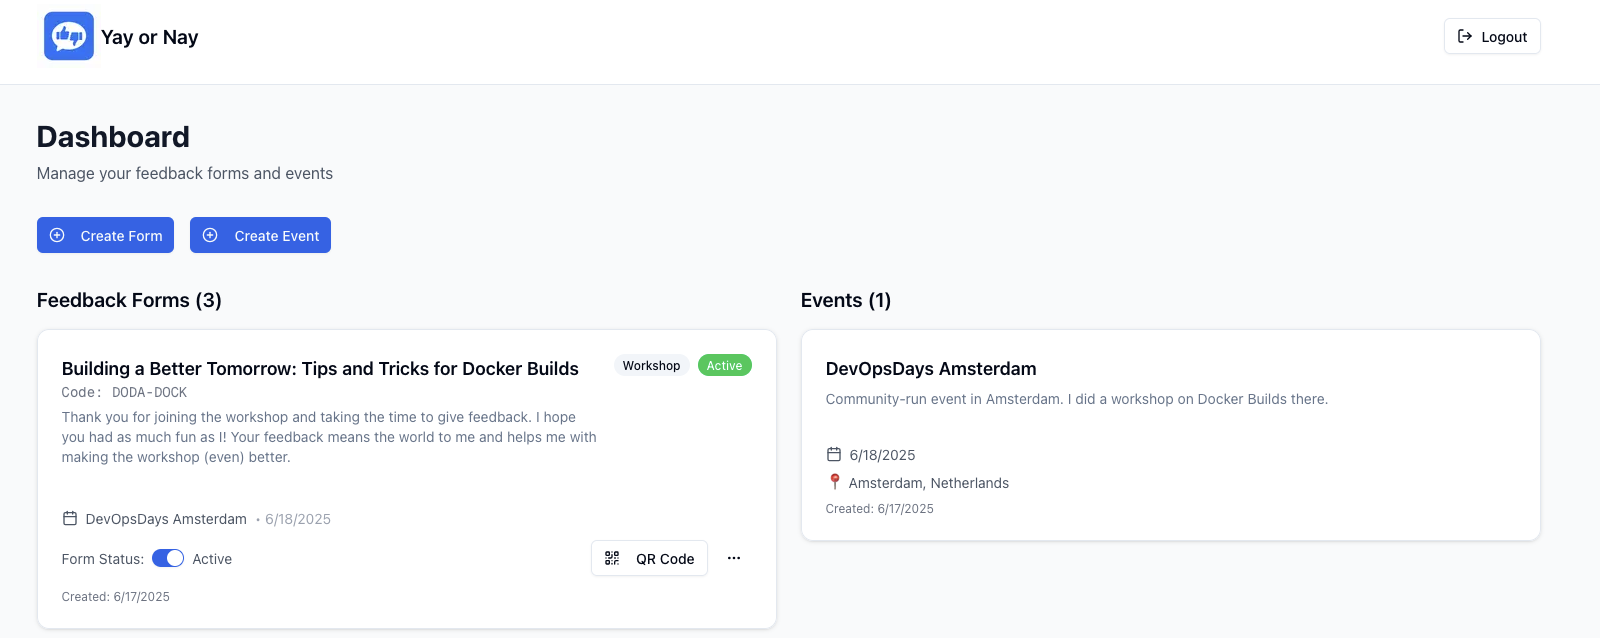 Yay or Nay
Logout
Dashboard
Manage your feedback forms and events
Create Form
Create Event
Feedback Forms (3)
Building a Better Tomorrow: Tips and Tricks for Docker Builds
Workshop
Active
Code: DODA-DOCK
Thank you for joining the workshop and taking the time to give feedback. I hope
you had as much fun as I! Your feedback means the world to me and helps me with
making the workshop (even) better.
DevOpsDays Amsterdam • 6/18/2025
Form Status: Active
QR Code
Created: 6/17/2025
Events (1)
DevOpsDays Amsterdam
Community-run event in Amsterdam. I did a workshop on Docker Builds there.
6/18/2025
Amsterdam, Netherlands
Created: 6/17/2025